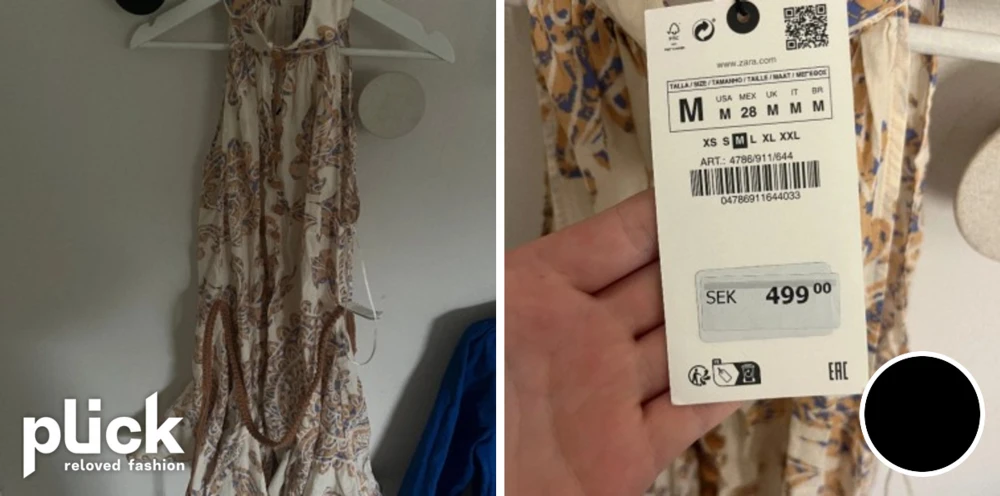 plick
reloved fashion
www.zara.com
TALLA / SIZE / TAMANHO / TAILLE / MAAT / ΜΕΓΕΘΟΣ
M
USA MEX UK IT BR
M 28 M M M
XS S M L XL XXL
ART.: 4786/911/644
04786911644033
SEK 499 00
EAC